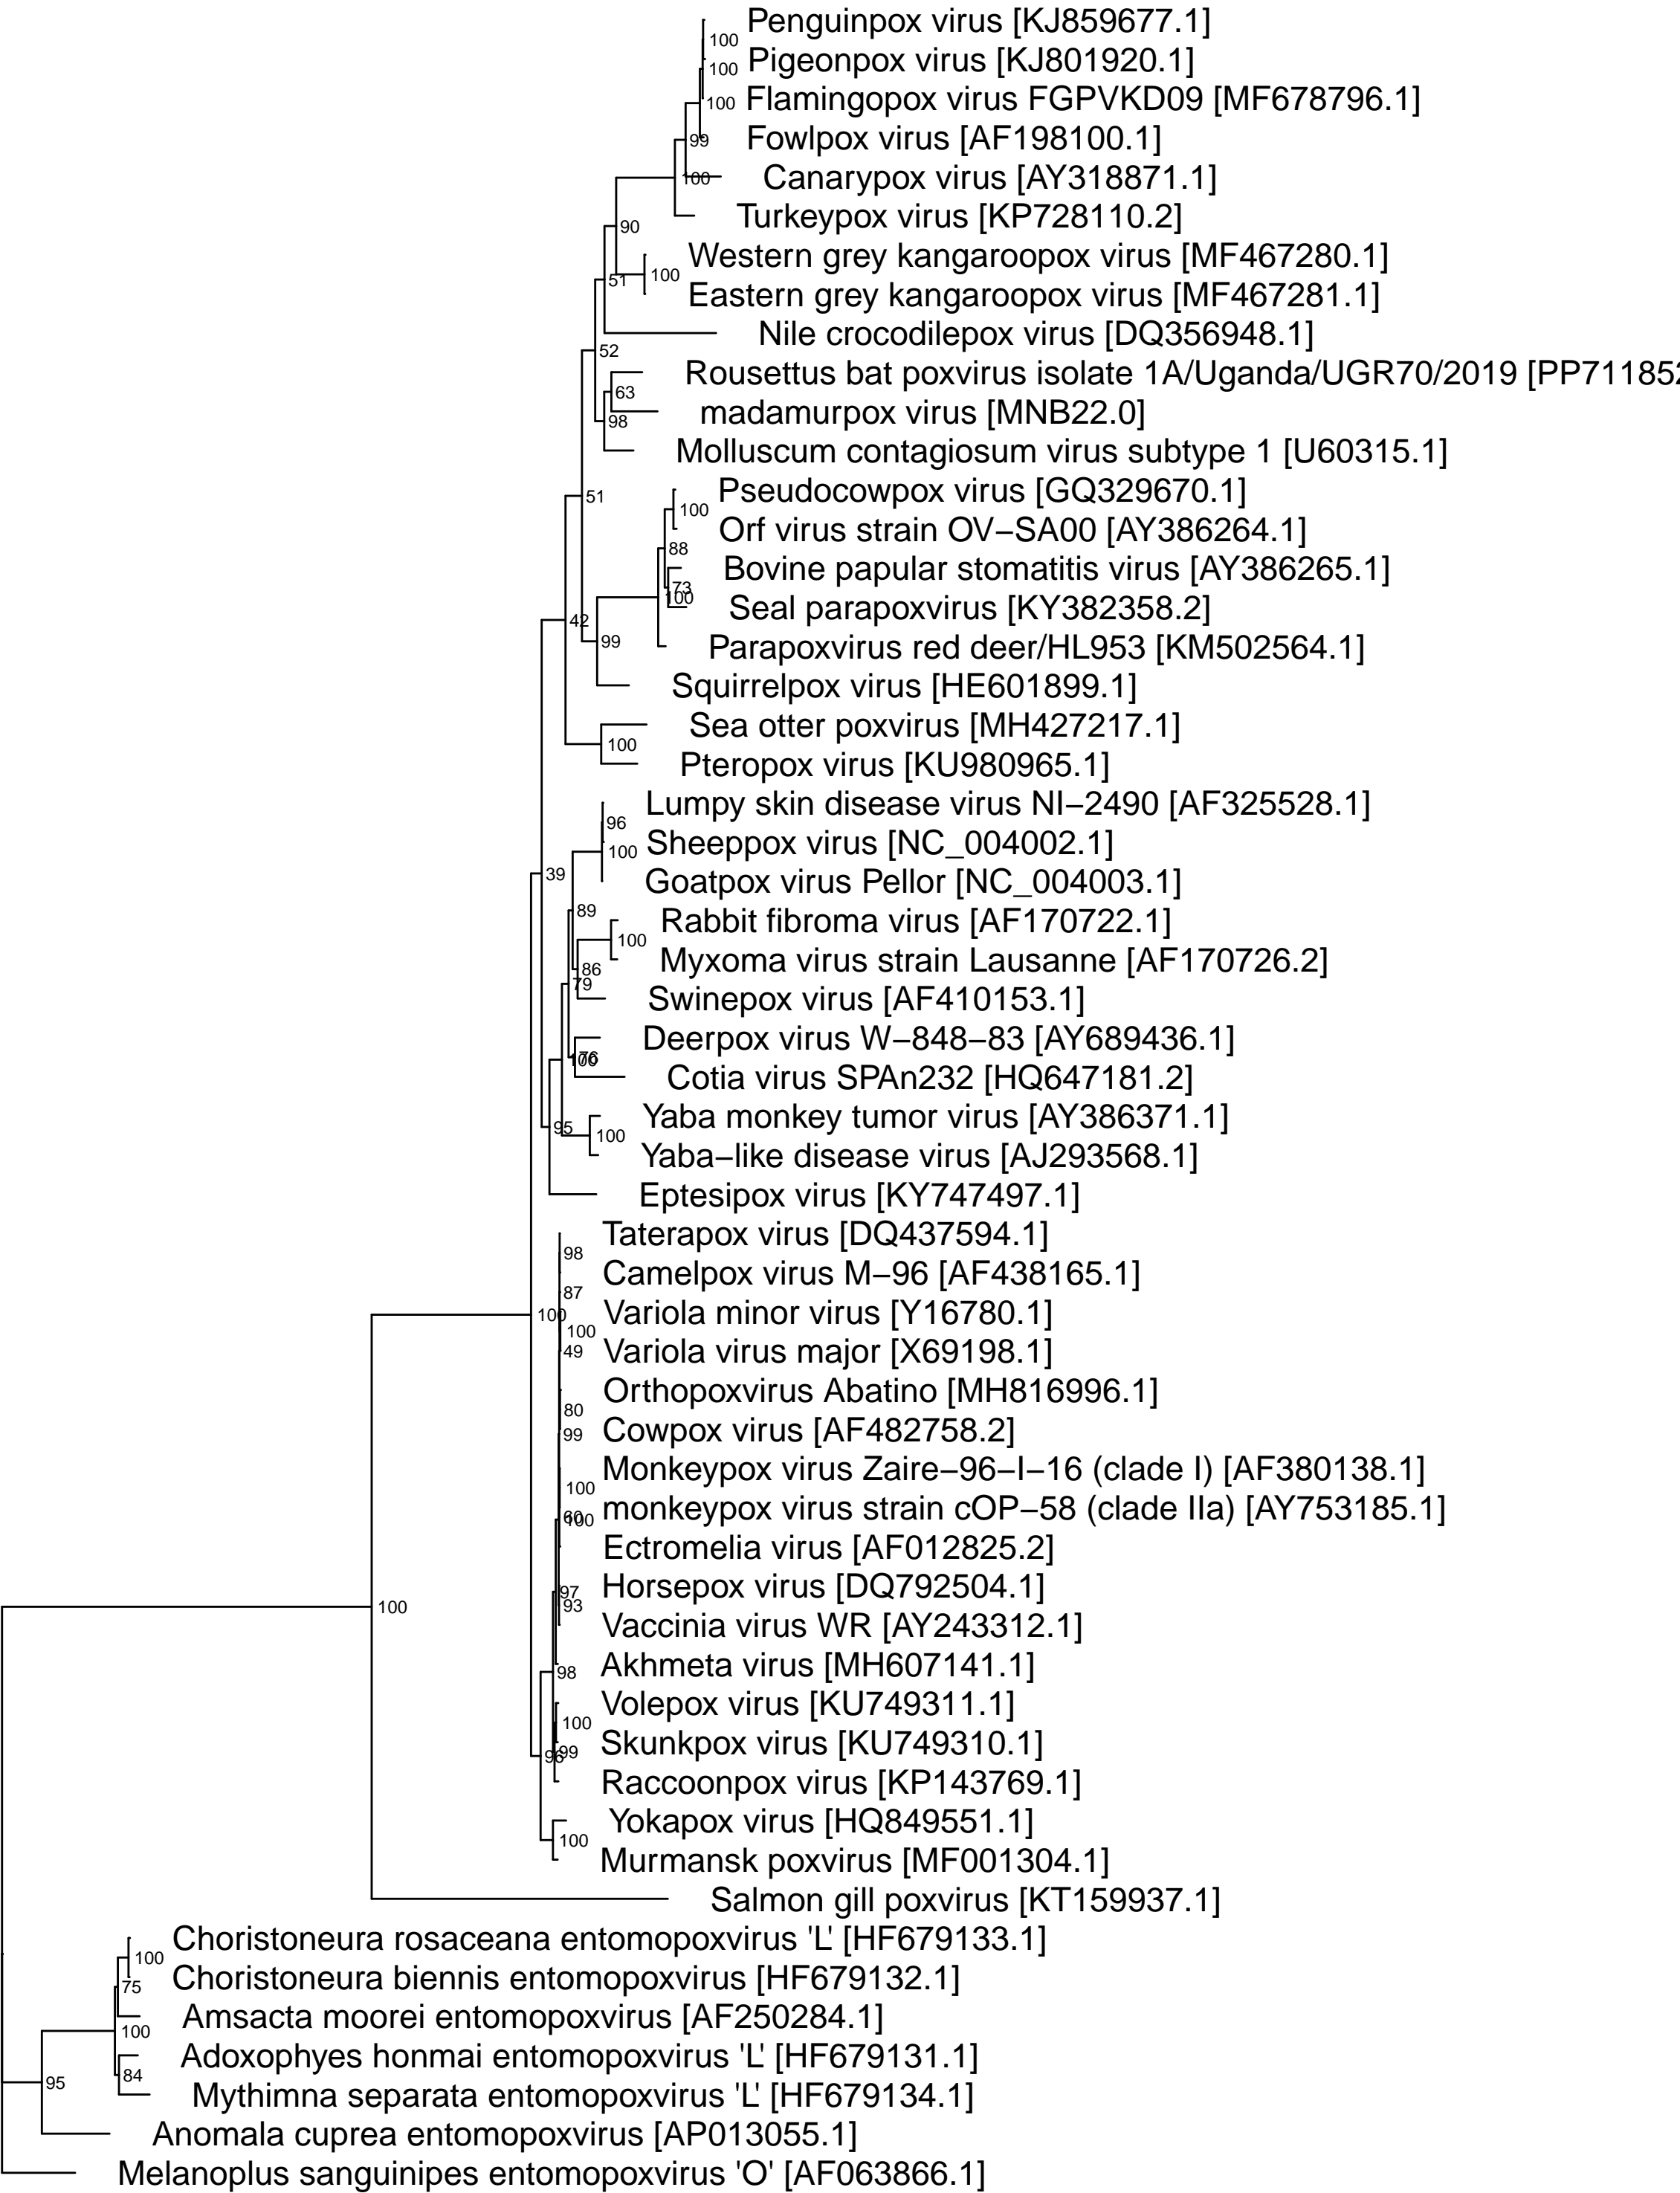 Penguinpox virus [KJ859677.1]
100
Pigeonpox virus [KJ801920.1]
100
Flamingopox virus FGPVKD09 [MF678796.1]
100
Fowlpox virus [AF198100.1]
99
Canarypox virus [AY318871.1]
100
Turkeypox virus [KP728110.2]
90
Western grey kangaroopox virus [MF467280.1]
100
51
Eastern grey kangaroopox virus [MF467281.1]
Nile crocodilepox virus [DQ356948.1]
52
Rousettus bat poxvirus isolate 1A/Uganda/UGR70/2019 [PP711852
63
madamurpox virus [MNB22.0]
98
Molluscum contagiosum virus subtype 1 [U60315.1]
Pseudocowpox virus [GQ329670.1]
51
100
Orf virus strain OV−SA00 [AY386264.1]
88
Bovine papular stomatitis virus [AY386265.1]
73
100
Seal parapoxvirus [KY382358.2]
42
99
Parapoxvirus red deer/HL953 [KM502564.1]
Squirrelpox virus [HE601899.1]
Sea otter poxvirus [MH427217.1]
100
Pteropox virus [KU980965.1]
Lumpy skin disease virus NI−2490 [AF325528.1]
96
Sheeppox virus [NC_004002.1]
100
39
Goatpox virus Pellor [NC_004003.1]
89
Rabbit fibroma virus [AF170722.1]
100
Myxoma virus strain Lausanne [AF170726.2]
86
79
Swinepox virus [AF410153.1]
Deerpox virus W−848−83 [AY689436.1]
76
100
Cotia virus SPAn232 [HQ647181.2]
Yaba monkey tumor virus [AY386371.1]
95
100
Yaba−like disease virus [AJ293568.1]
Eptesipox virus [KY747497.1]
Taterapox virus [DQ437594.1]
98
Camelpox virus M−96 [AF438165.1]
87
Variola minor virus [Y16780.1]
100
100
Variola virus major [X69198.1]
49
Orthopoxvirus Abatino [MH816996.1]
80
Cowpox virus [AF482758.2]
99
Monkeypox virus Zaire−96−I−16 (clade I) [AF380138.1]
100
monkeypox virus strain cOP−58 (clade IIa) [AY753185.1]
60
100
Ectromelia virus [AF012825.2]
Horsepox virus [DQ792504.1]
97
93
100
Vaccinia virus WR [AY243312.1]
Akhmeta virus [MH607141.1]
98
Volepox virus [KU749311.1]
100
Skunkpox virus [KU749310.1]
99
96
Raccoonpox virus [KP143769.1]
Yokapox virus [HQ849551.1]
100
Murmansk poxvirus [MF001304.1]
Salmon gill poxvirus [KT159937.1]
Choristoneura rosaceana entomopoxvirus 'L' [HF679133.1]
100
Choristoneura biennis entomopoxvirus [HF679132.1]
75
Amsacta moorei entomopoxvirus [AF250284.1]
100
Adoxophyes honmai entomopoxvirus 'L' [HF679131.1]
84
95
Mythimna separata entomopoxvirus 'L' [HF679134.1]
Anomala cuprea entomopoxvirus [AP013055.1]
Melanoplus sanguinipes entomopoxvirus 'O' [AF063866.1]